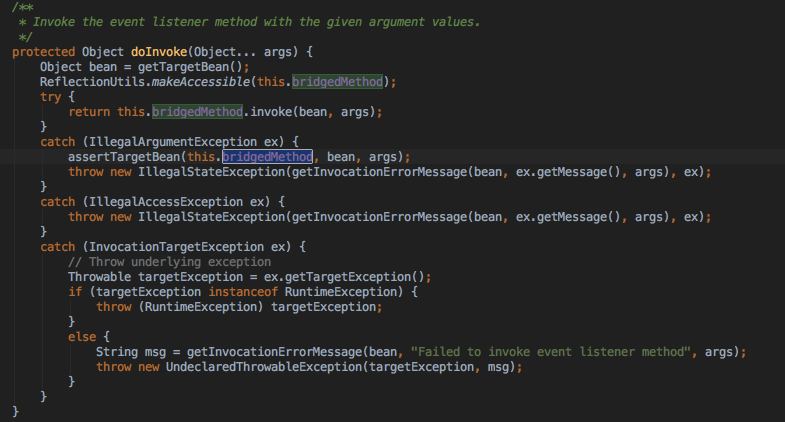 /**
 * Invoke the event listener method with the given argument values.
 */
protected Object doInvoke(Object... args) {
    Object bean = getTargetBean();
    ReflectionUtils.makeAccessible(this.bridgedMethod);
    try {
        return this.bridgedMethod.invoke(bean, args);
    }
    catch (IllegalArgumentException ex) {
        assertTargetBean(this.bridgedMethod, bean, args);
        throw new IllegalStateException(getInvocationErrorMessage(bean, ex.getMessage(), args), ex);
    }
    catch (IllegalAccessException ex) {
        throw new IllegalStateException(getInvocationErrorMessage(bean, ex.getMessage(), args), ex);
    }
    catch (InvocationTargetException ex) {
        // Throw underlying exception
        Throwable targetException = ex.getTargetException();
        if (targetException instanceof RuntimeException) {
            throw (RuntimeException) targetException;
        }
        else {
            String msg = getInvocationErrorMessage(bean, "Failed to invoke event listener method", args);
            throw new UndeclaredThrowableException(targetException, msg);
        }
    }
}